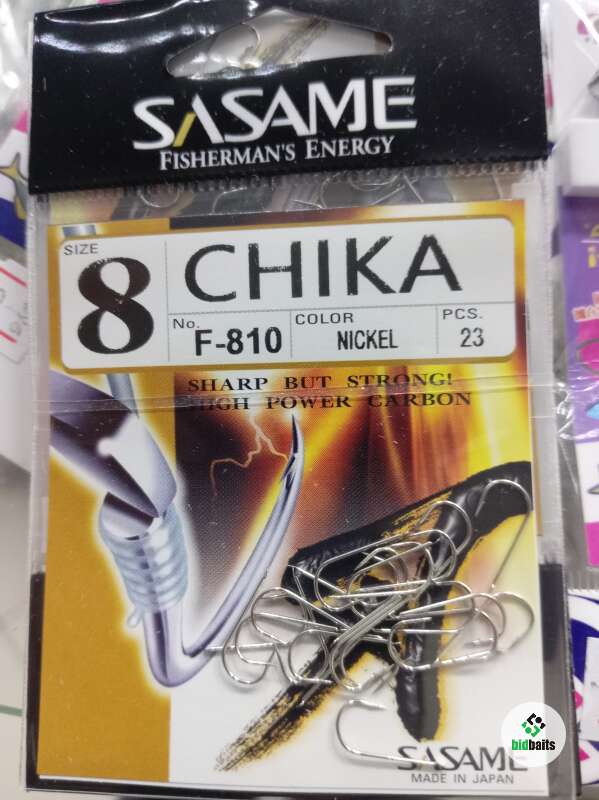 SASAME
FISHERMAN'S ENERGY
SIZE
8
CHIKA
No.
F-810
COLOR
NICKEL
PCS.
23
SHARP BUT STRONG!
HIGH POWER CARBON
SASAME
MADE IN JAPAN
bidbaits